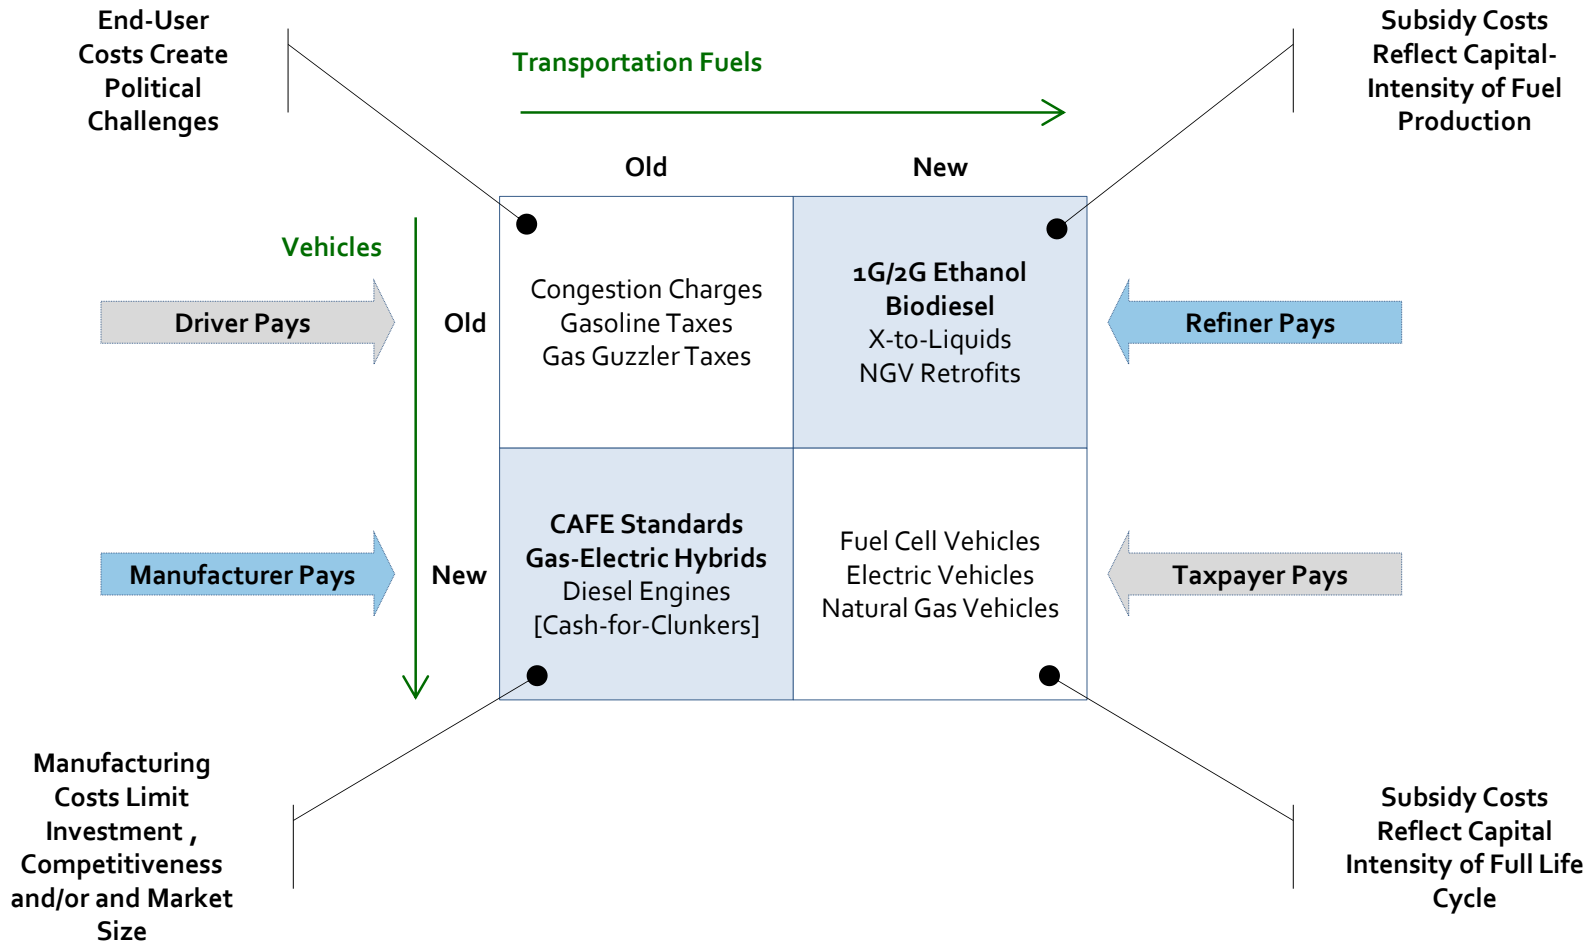 End-User
Costs Create
Political
Challenges
Transportation Fuels
Subsidy Costs
Reflect Capital-
Intensity of Fuel
Production
Old
New
Vehicles
Driver Pays
Old
Congestion Charges
Gasoline Taxes
Gas Guzzler Taxes
1G/2G Ethanol
Biodiesel
X-to-Liquids
NGV Retrofits
Refiner Pays
Manufacturer Pays
New
CAFE Standards
Gas-Electric Hybrids
Diesel Engines
[Cash-for-Clunkers]
Fuel Cell Vehicles
Electric Vehicles
Natural Gas Vehicles
Taxpayer Pays
Manufacturing
Costs Limit
Investment ,
Competitiveness
and/or and Market
Size
Subsidy Costs
Reflect Capital
Intensity of Full Life
Cycle